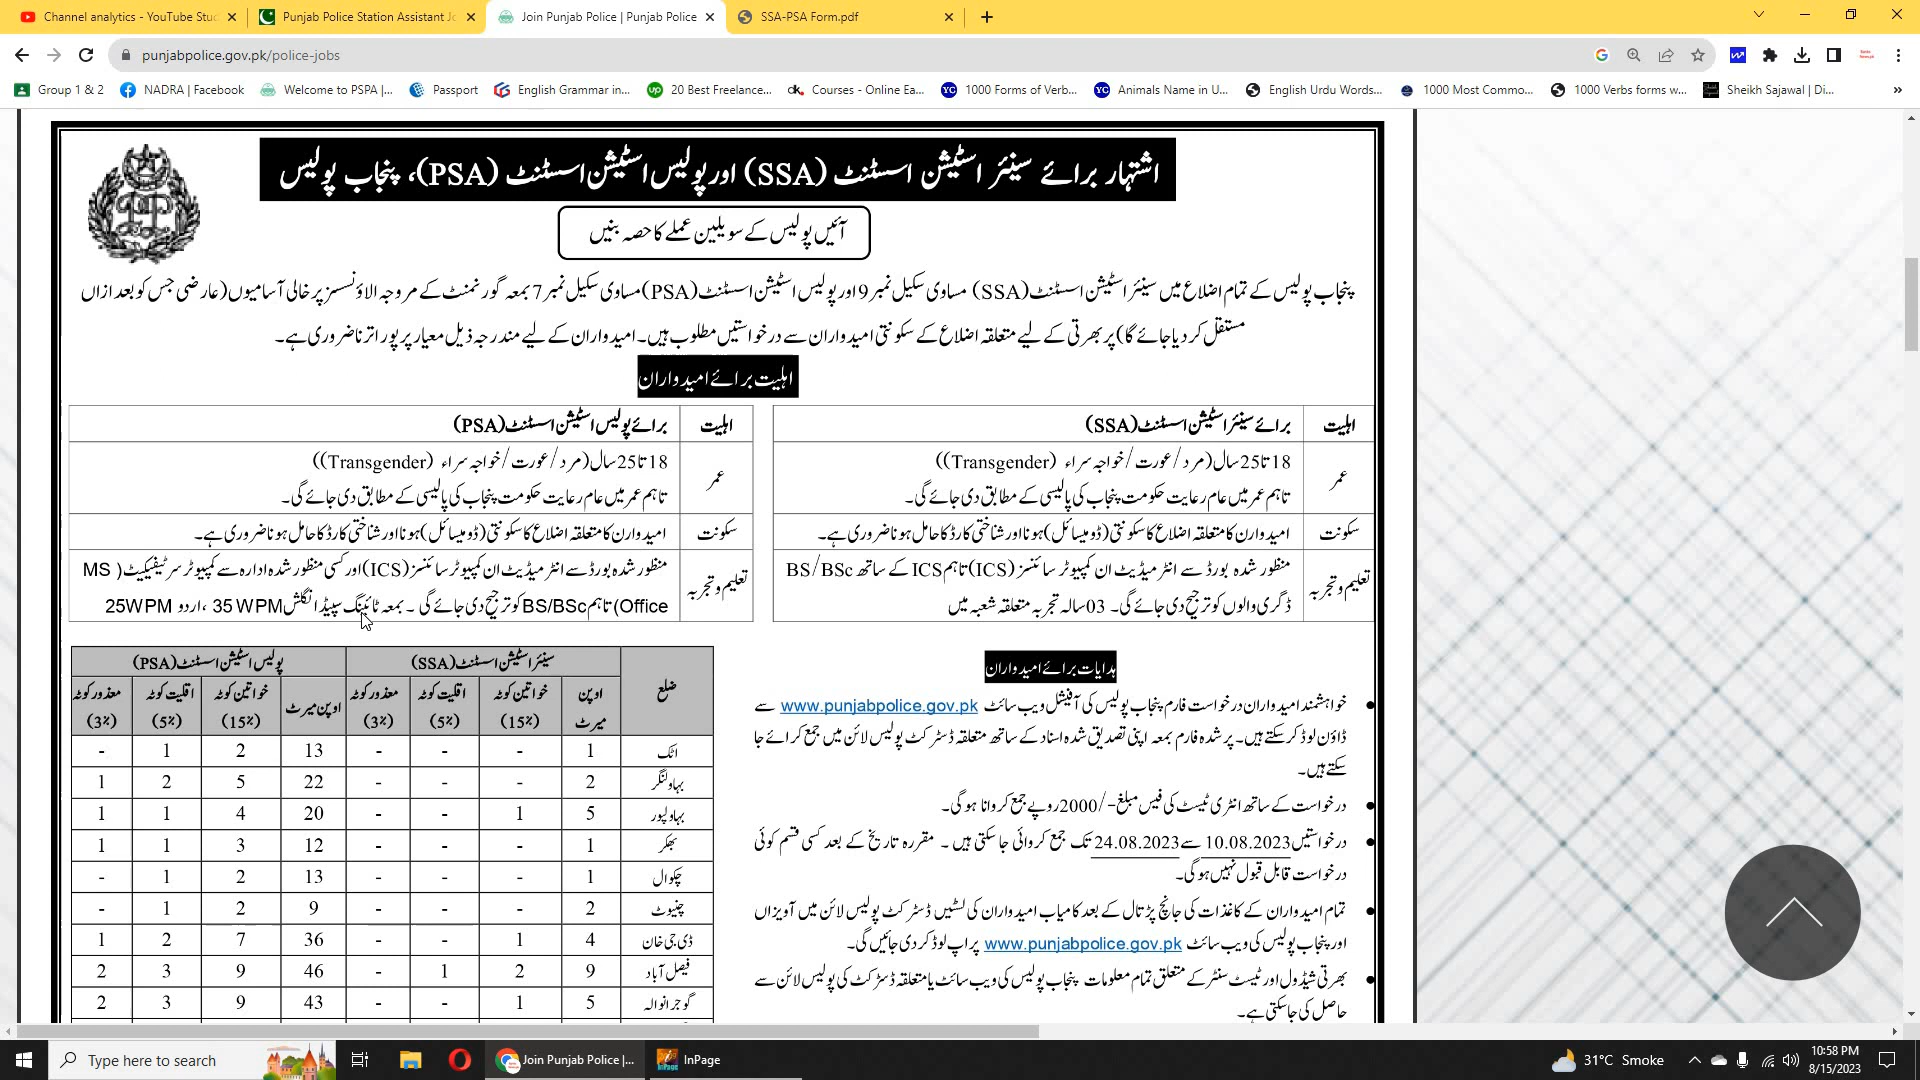 Channel analytics - YouTube Stu
Punjab Police Station Assistant Jo
Join Punjab Police | Punjab Police
SSA-PSA Form.pdf
punjabpolice.gov.pk/police-jobs
Group 1 & 2
NADRA | Facebook
Welcome to PSPA |...
Passport
English Grammar in...
20 Best Freelance...
Courses - Online Ea...
1000 Forms of Verb...
Animals Name in U...
English Urdu Words...
1000 Most Commo...
1000 Verbs forms w...
Sheikh Sajawal | Di...
اشتہار برائے سینئر اسٹیشن اسسٹنٹ (SSA) اور پولیس اسٹیشن اسسٹنٹ (PSA)، پنجاب پولیس
آئیں پولیس کے سویلین عملے کا حصہ بنیں
پنجاب پولیس کے تمام اضلاع میں سینئر اسٹیشن اسسٹنٹ(SSA) مساوی سکیل نمبر 9 اور پولیس اسٹیشن اسسٹنٹ(PSA) مساوی سکیل نمبر 7 بمعہ گورنمنٹ کے مروجہ الاؤنسسز پر خالی آسامیوں(عارضی جس کو بعد ازاں
مستقل کر دیا جائے گا) پر بھرتی کے لیے متعلقہ اضلاع کے سکونتی امیدواران سے درخواستیں مطلوب ہیں۔ امیدواران کے لیے مندرجہ ذیل معیار پر پورا اترنا ضروری ہے۔
اہلیت برائے امیدواران
اہلیت
برائے سینئر اسٹیشن اسسٹنٹ(SSA)
عمر
18 تا 25 سال(مرد/عورت/خواجہ سراء (Transgender))
تاہم عمر میں عام رعایت حکومت پنجاب کی پالیسی کے مطابق دی جائے گی۔
سکونت
امیدوارن کا متعلقہ اضلاع کا سکونتی (ڈومیسائل) ہونا اور شناختی کارڈ کا حامل ہونا ضروری ہے۔
تعلیم و تجربہ
منظور شدہ بورڈ سے انٹرمیڈیٹ ان کمپیوٹر سائنسز (ICS) تاہم ICS کے ساتھ BS/BSc
ڈگری والوں کو ترجیح دی جائے گی۔ 03 سالہ تجربہ متعلقہ شعبہ میں
اہلیت
برائے پولیس اسٹیشن اسسٹنٹ(PSA)
عمر
18 تا 25 سال(مرد/عورت/خواجہ سراء (Transgender))
تاہم عمر میں عام رعایت حکومت پنجاب کی پالیسی کے مطابق دی جائے گی۔
سکونت
امیدوارن کا متعلقہ اضلاع کا سکونتی (ڈومیسائل) ہونا اور شناختی کارڈ کا حامل ہونا ضروری ہے۔
تعلیم و تجربہ
منظور شدہ بورڈ سے انٹرمیڈیٹ ان کمپیوٹر سائنسز (ICS) اور کسی منظور شدہ ادارہ سے کمپیوٹر سرٹیفیکیٹ (MS
Office) تاہم BS/BSc کو ترجیح دی جائے گی ۔ بمعہ ٹائپنگ سپیڈ انگلش 35 WPM، اردو 25WPM
ہدایات برائے امیدواران
خواہشمند امیدواران درخواست فارم پنجاب پولیس کی آفیشل ویب سائٹ www.punjabpolice.gov.pk سے
ڈاؤن لوڈ کر سکتے ہیں۔ پر شدہ فارم بمعہ اپنی تصدیق شدہ اسناد کے ساتھ متعلقہ ڈسٹرکٹ پولیس لائن میں جمع کرائے جا
سکتے ہیں۔
درخواست کے ساتھ انٹری ٹیسٹ کی فیس مبلغ -/2000 روپے جمع کروانا ہو گی۔
درخواستیں 10.08.2023 سے 24.08.2023 تک جمع کروائی جا سکتی ہیں ۔ مقررہ تاریخ کے بعد کسی قسم کوئی
درخواست قابل قبول نہیں ہو گی۔
تمام امیدواران کے کاغذات کی جانچ پڑتال کے بعد کامیاب امیدواران کی لسٹیں ڈسٹرکٹ پولیس لائن میں آویزاں
اور پنجاب پولیس کی ویب سائٹ www.punjabpolice.gov.pk پر اپ لوڈ کر دی جائیں گی۔
بھرتی شیڈول اور ٹیسٹ سنٹر کے متعلق تمام معلومات پنجاب پولیس کی ویب سائٹ یا متعلقہ ڈسٹرکٹ کی پولیس لائن سے
حاصل کی جا سکتی ہے۔
ضلع سینئر اسٹیشن اسسٹنٹ(SSA) پولیس اسٹیشن اسسٹنٹ(PSA)
اوپن میرٹ خواتین کوٹہ (15%) اقلیت کوٹہ (5%) معذور کوٹہ (3%) اوپن میرٹ خواتین کوٹہ (15%) اقلیت کوٹہ (5%) معذور کوٹہ (3%)
اٹک 1 - - - 13 2 1 -
بہاولنگر 2 - - - 22 5 2 1
بہاولپور 5 1 - - 20 4 1 1
بھکر 1 - - - 12 3 1 1
چکوال 1 - - - 13 2 1 -
چنیوٹ 2 - - - 9 2 1 -
ڈی جی خان 4 1 - - 36 7 2 1
فیصل آباد 9 2 1 - 46 9 3 2
گوجرانوالہ 5 1 - - 43 9 3 2
Type here to search
Join Punjab Police |...
InPage
31°C Smoke
10:58 PM
8/15/2023